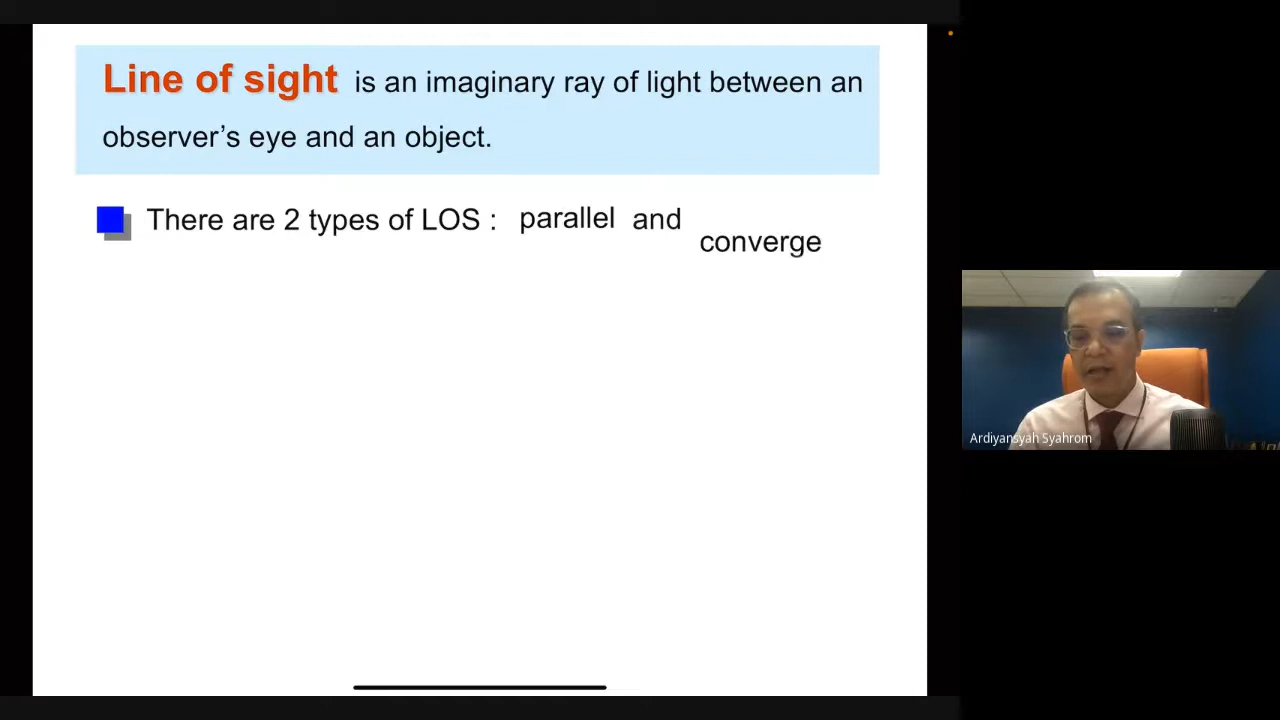 Line of sight is an imaginary ray of light between an
observer’s eye and an object.
There are 2 types of LOS : parallel and
converge
Ardiyansyah Syahrom